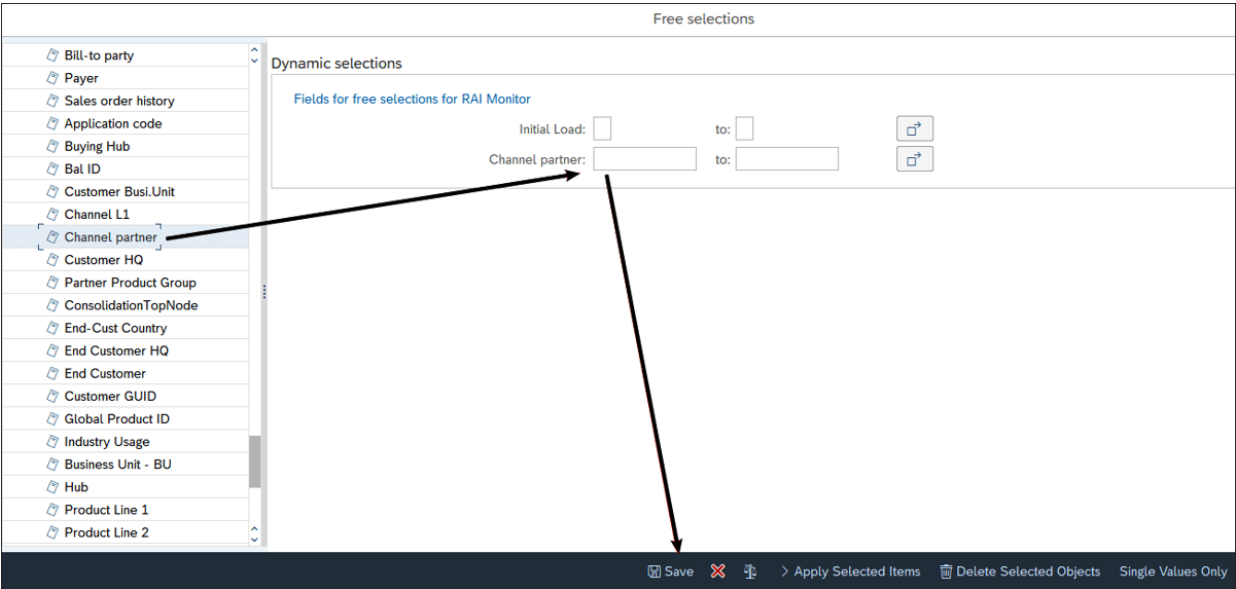 Free selections
Bill-to party
Payer
Sales order history
Application code
Buying Hub
Bal ID
Customer Busi.Unit
Channel L1
Channel partner
Customer HQ
Partner Product Group
ConsolidationTopNode
End-Cust Country
End Customer HQ
End Customer
Customer GUID
Global Product ID
Industry Usage
Business Unit - BU
Hub
Product Line 1
Product Line 2
Dynamic selections
Fields for free selections for RAI Monitor
Initial Load: to:
Channel partner: to:
Save > Apply Selected Items Delete Selected Objects Single Values Only